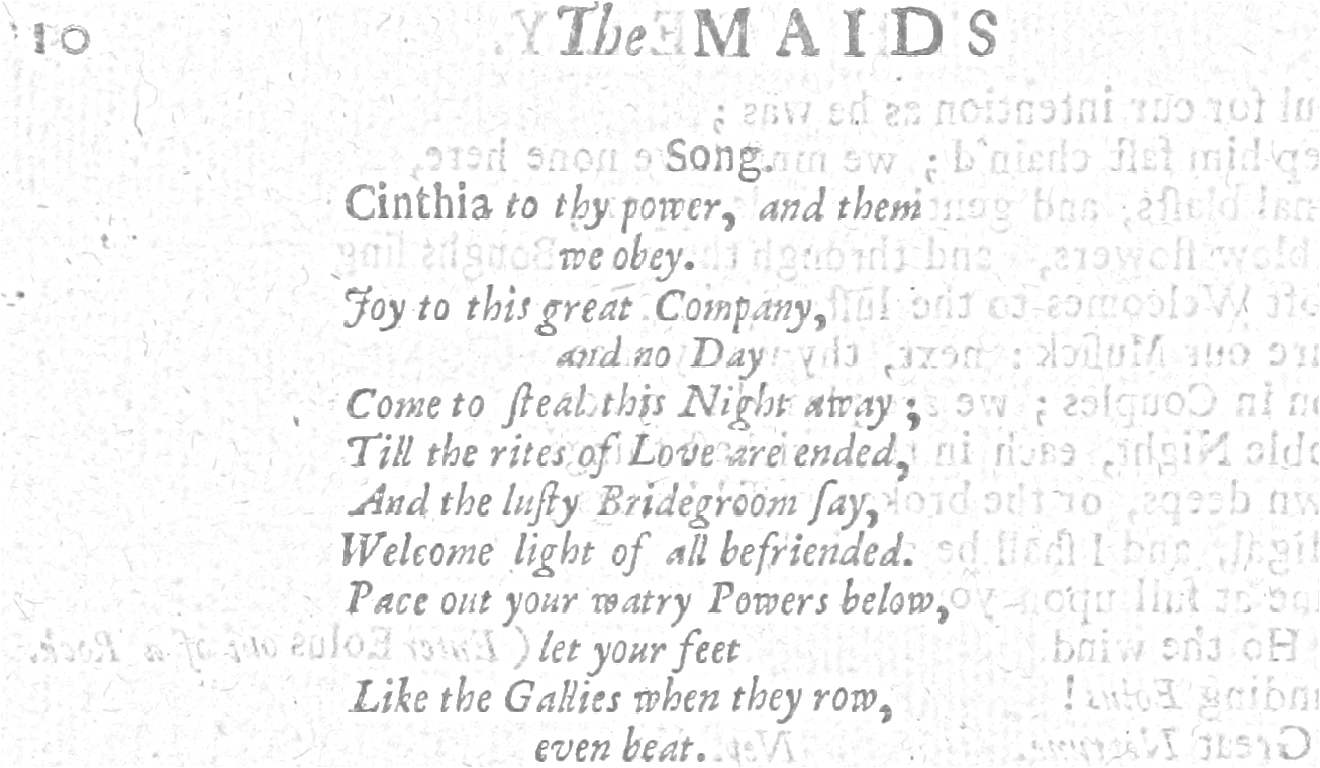 10 The MAIDS
Song.
Cinthia to thy power, and them
we obey.
Joy to this great Company,
and no Day
Come to ſteal this Night away ;
Till the rites of Love are ended,
And the luſty Bridegroom ſay,
Welcome light of all befriended.
Pace out your watry Powers below,
let your feet
Like the Gallies when they row,
even beat.